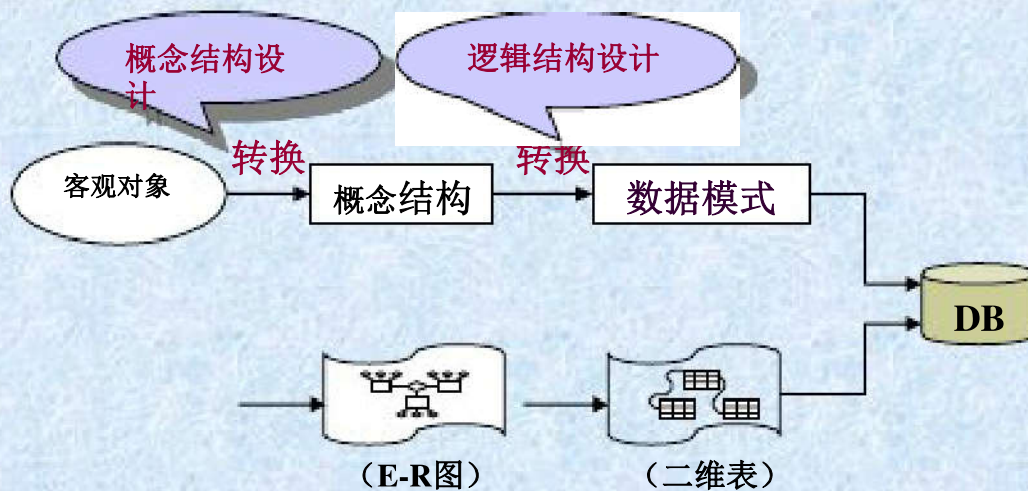 概念结构设
计
逻辑结构设计
转换
转换
客观对象
概念结构
数据模式
DB
（E-R图）
（二维表）